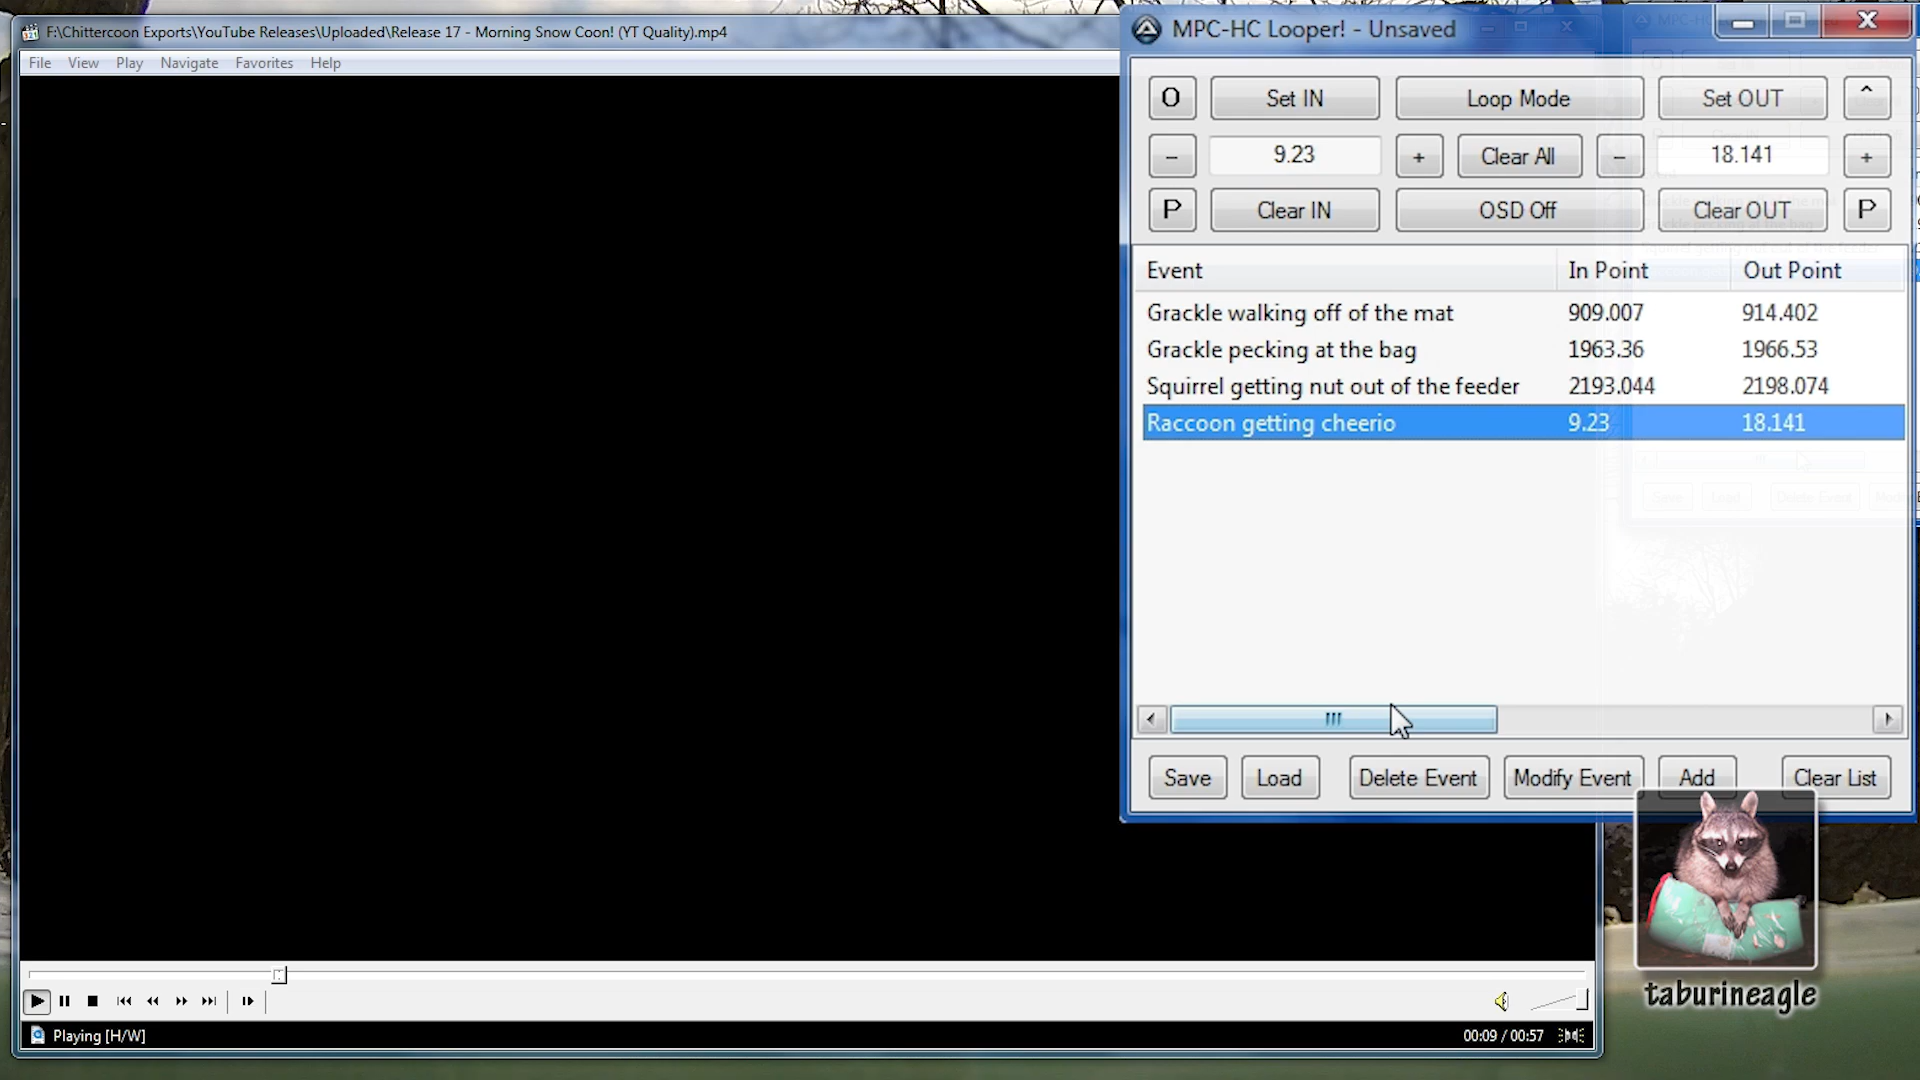 F:\Chittercoon Exports\YouTube Releases\Uploaded\Release 17 - Morning Snow Coon! (YT Quality).mp4
File View Play Navigate Favorites Help
MPC-HC Looper! - Unsaved
O Set IN Loop Mode Set OUT ^
- 9.23 + Clear All - 18.141 +
P Clear IN OSD Off Clear OUT P
Event In Point Out Point
Grackle walking off of the mat 909.007 914.402
Grackle pecking at the bag 1963.36 1966.53
Squirrel getting nut out of the feeder 2193.044 2198.074
Raccoon getting cheerio 9.23 18.141
Save Load Delete Event Modify Event Add Clear List
taburineagle
Playing [H/W] 00:09 / 00:57